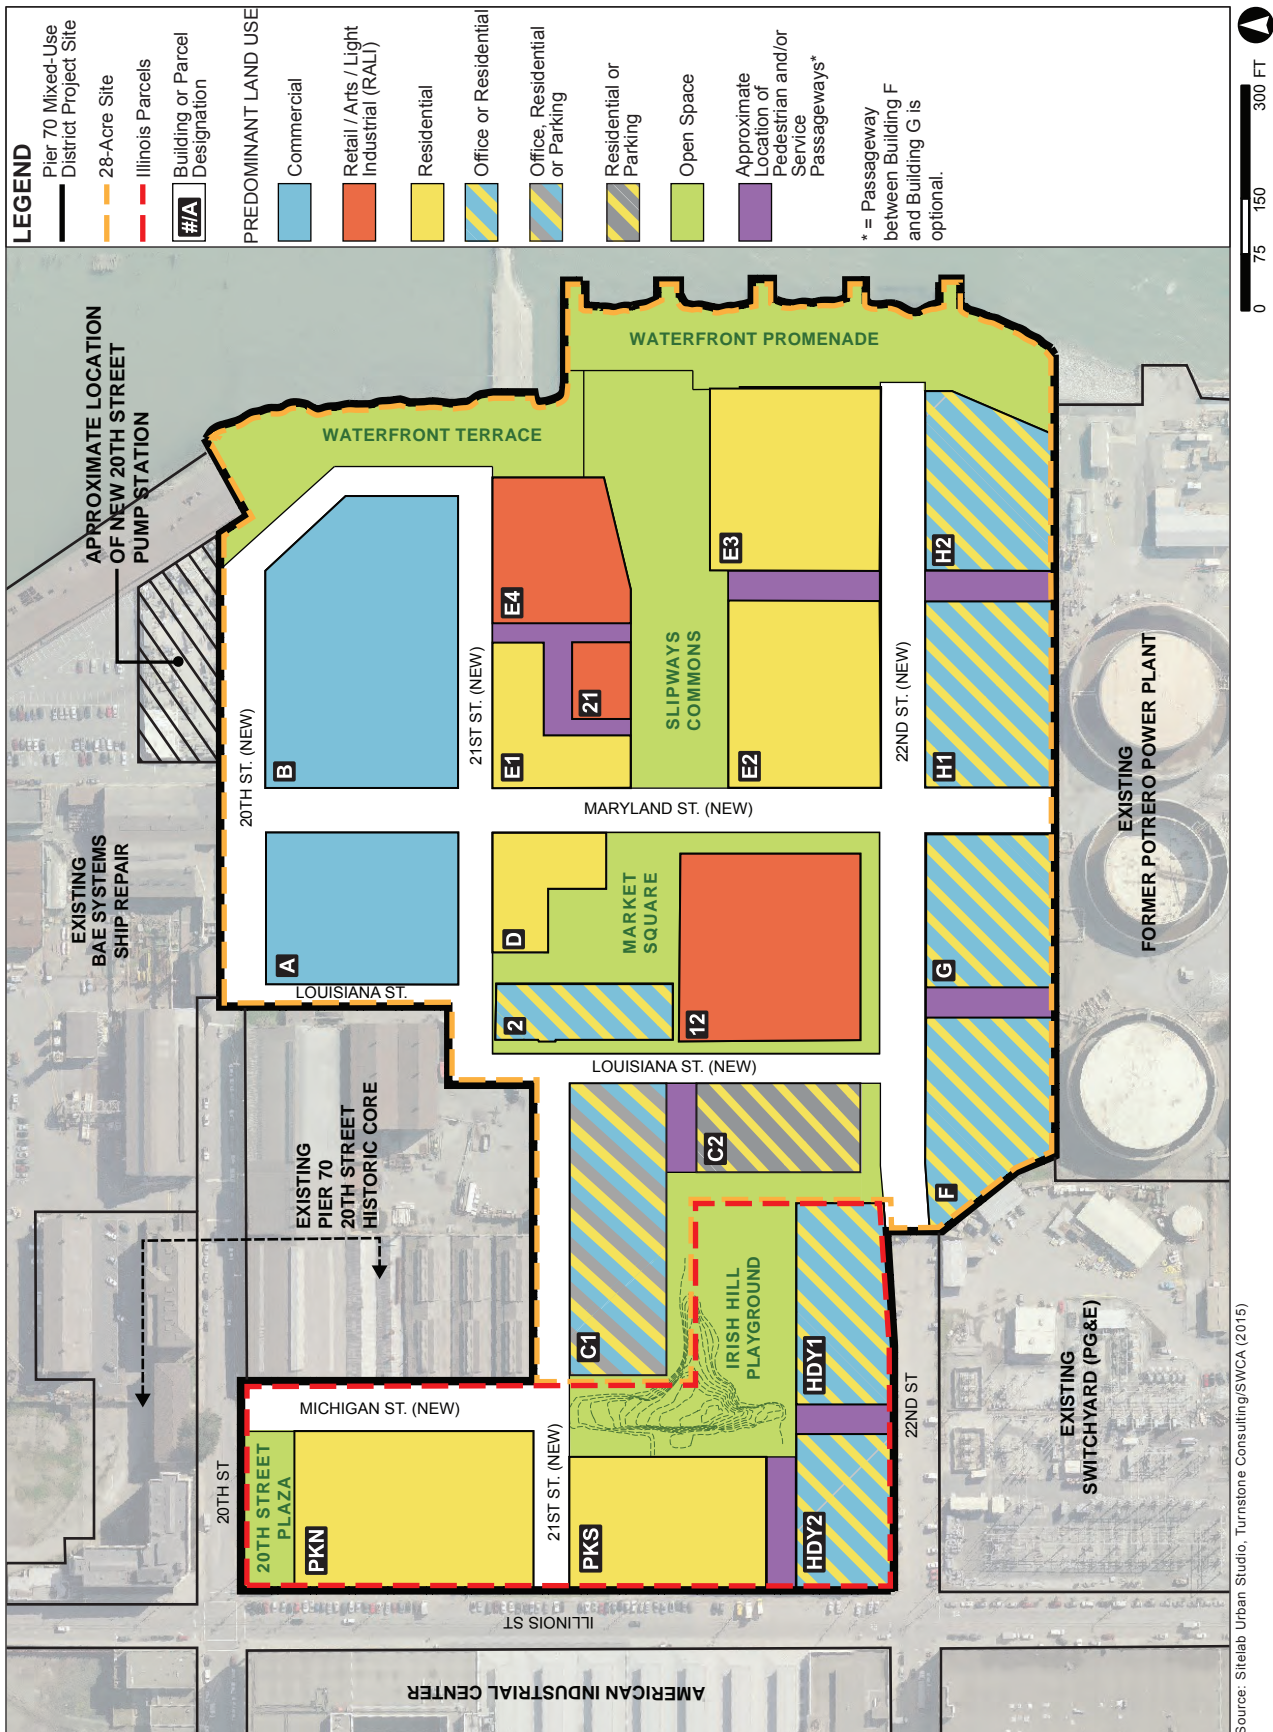 LEGEND
Pier 70 Mixed-Use
District Project Site
28-Acre Site
Illinois Parcels
#/A
Building or Parcel
Designation
PREDOMINANT LAND USE
Commercial
Retail / Arts / Light
Industrial (RALI)
Residential
Office or Residential
Office, Residential
or Parking
Residential or
Parking
Open Space
Approximate
Location of
Pedestrian and/or
Service
Passageways*
* = Passageway
between Building F
and Building G is
optional.
0
75
150
300 FT
APPROXIMATE LOCATION
OF NEW 20TH STREET
PUMP STATION
EXISTING
BAE SYSTEMS
SHIP REPAIR
EXISTING
PIER 70
20TH STREET
HISTORIC CORE
20TH ST
20TH ST. (NEW)
WATERFRONT TERRACE
WATERFRONT PROMENADE
A
B
LOUISIANA ST.
21ST ST. (NEW)
E4
E1
21
D
2
12
MARKET
SQUARE
SLIPWAYS
COMMONS
MARYLAND ST. (NEW)
E3
E2
LOUISIANA ST. (NEW)
22ND ST. (NEW)
H2
H1
G
F
C1
C2
IRISH HILL
PLAYGROUND
HDY1
HDY2
MICHIGAN ST. (NEW)
20TH STREET
PLAZA
PKN
21ST ST. (NEW)
PKS
22ND ST
ILLINOIS ST
AMERICAN INDUSTRIAL CENTER
EXISTING
SWITCHYARD (PG&E)
EXISTING
FORMER POTRERO POWER PLANT
Source: Sitelab Urban Studio, Turnstone Consulting/SWCA (2015)